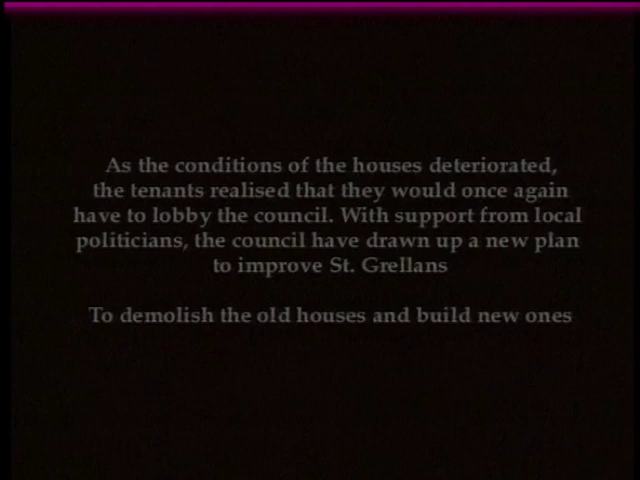 As the conditions of the houses deteriorated,
the tenants realised that they would once again
have to lobby the council. With support from local
politicians, the council have drawn up a new plan
to improve St. Grellans
To demolish the old houses and build new ones